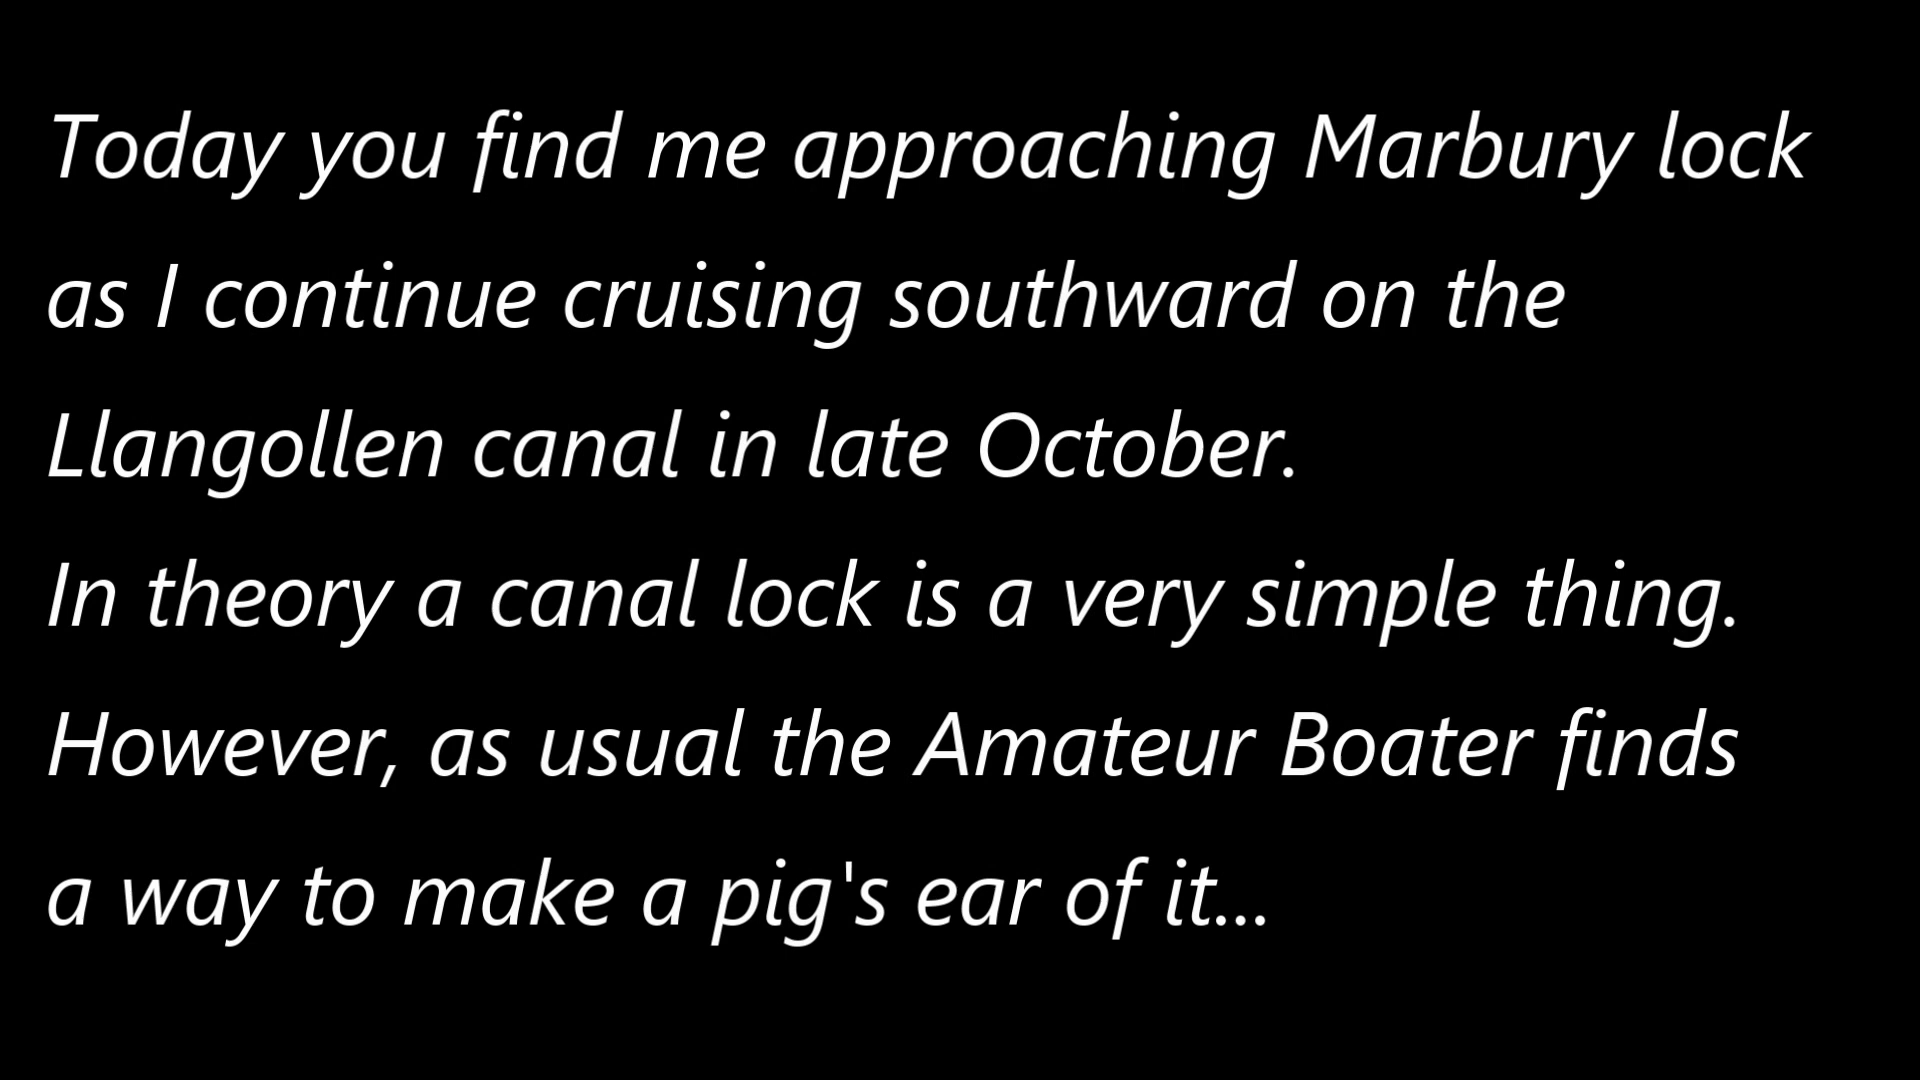 Today you find me approaching Marbury lock
as I continue cruising southward on the
Llangollen canal in late October.
In theory a canal lock is a very simple thing.
However, as usual the Amateur Boater finds
a way to make a pig's ear of it...